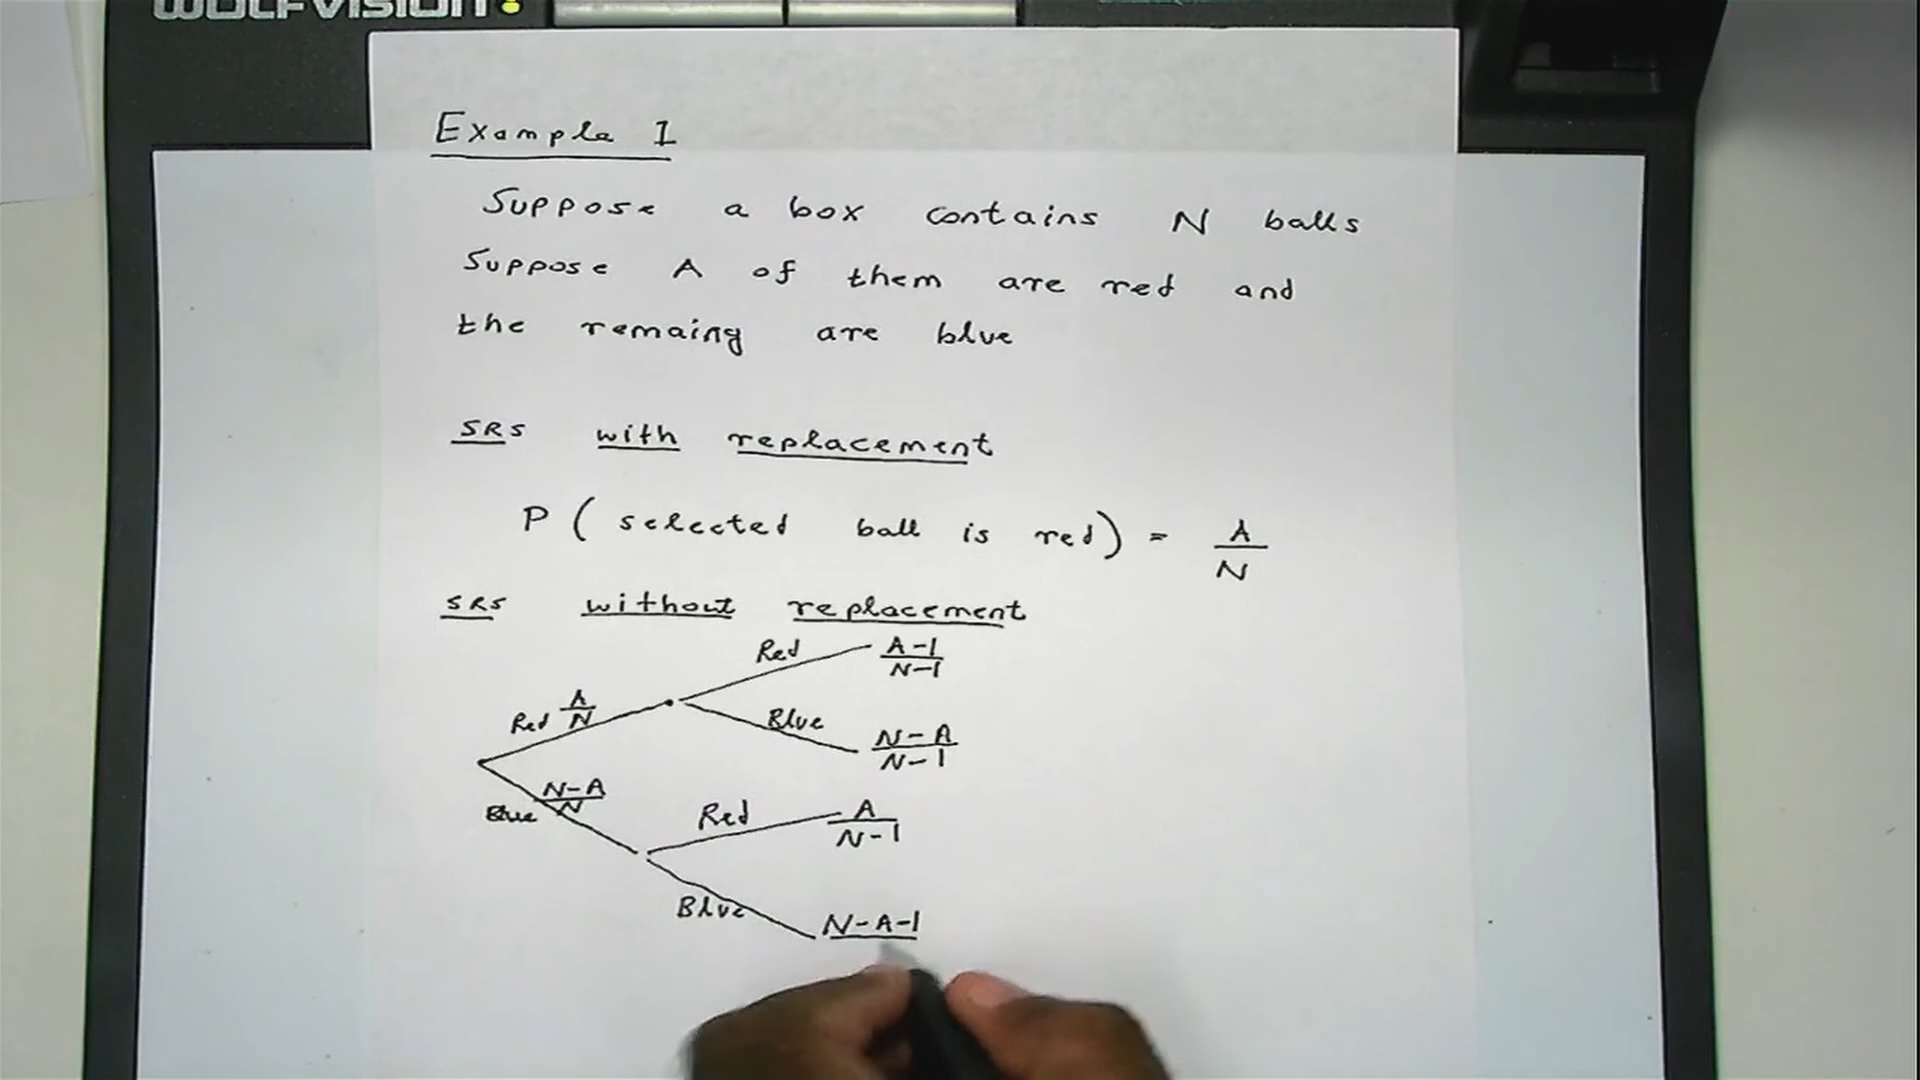 WOLFVISION
Example 1
Suppose a box contains N balls
Suppose A of them are red and
the remaing are blue
SRS with replacement
P ( selected ball is red ) = A/N
SRS without replacement
Red A-1/N-1
Red A/N
Blue N-A/N-1
Blue N-A/N
Red A/N-1
Blue N-A-1